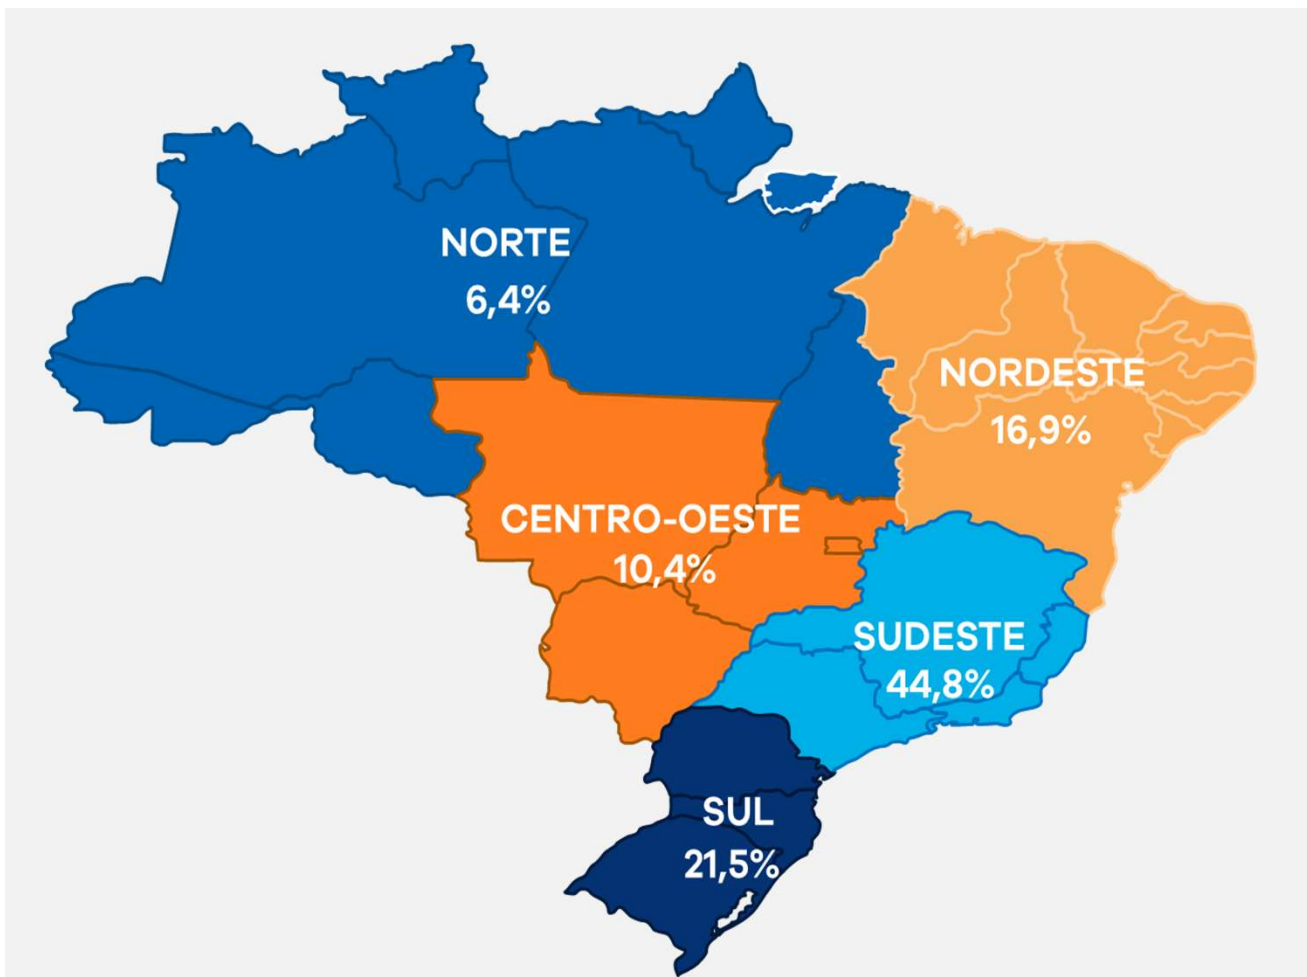 NORTE
6,4%
NORDESTE
16,9%
CENTRO-OESTE
10,4%
SUDESTE
44,8%
SUL
21,5%